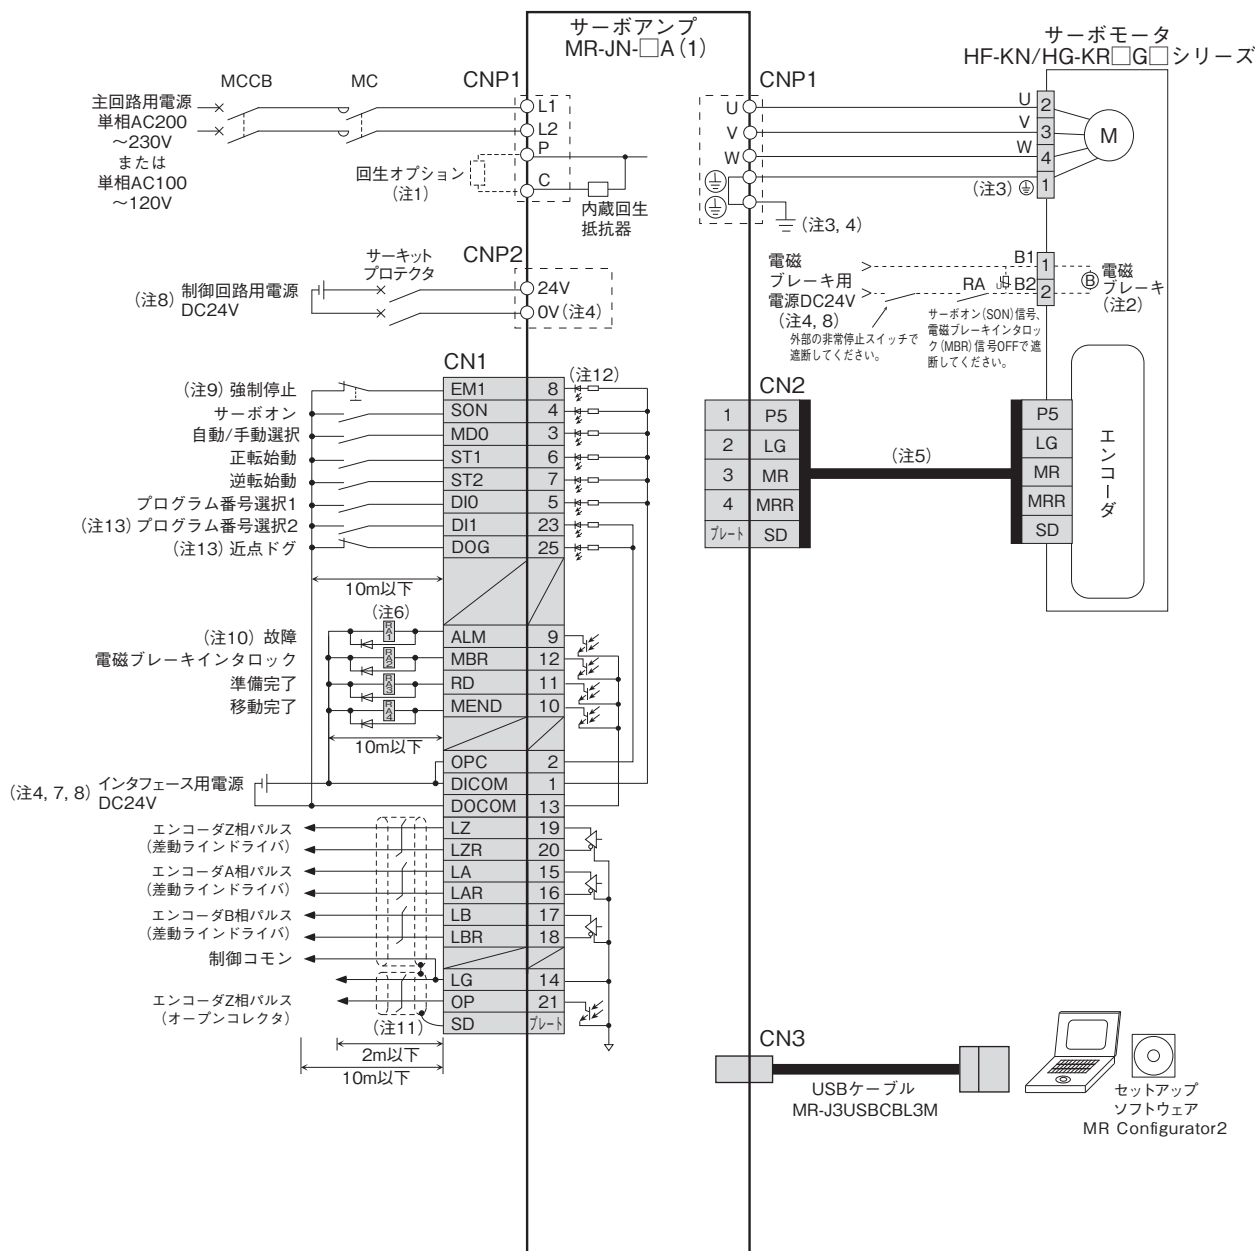 サーボアンプ
MR-JN-□A（1）
サーボモータ
HF-KN/HG-KR□G□シリーズ
MCCB
MC
CNP1
主回路用電源
単相AC200
～230V
または
単相AC100
～120V
L1
L2
P
C
回生オプション
（注1）
内蔵回生
抵抗器
CNP1
U
V
W
U
V
W
2
3
4
1
M
（注3）
（注3, 4）
CNP2
サーキット
プロテクタ
（注8）
制御回路用電源
DC24V
24V
0V（注4）
電磁
ブレーキ用
電源DC24V
（注4, 8）
外部の非常停止スイッチで
遮断してください。
RA
U
B1
B2
1
2
サーボオン（SON）信号、
電磁ブレーキインタロッ
ク（MBR）信号OFFで遮
断してください。
B
電磁
ブレーキ
（注2）
CN1
（注12）
（注9）強制停止 EM1 8
サーボオン SON 4
自動/手動選択 MD0 3
正転始動 ST1 6
逆転始動 ST2 7
プログラム番号選択1 DI0 5
（注13）プログラム番号選択2 DI1 23
（注13）近点ドグ DOG 25
10m以下
（注6）
（注10）故障 RA1 ALM 9
電磁ブレーキインタロック RA2 MBR 12
準備完了 RA3 RD 11
移動完了 RA4 MEND 10
10m以下
OPC 2
（注4, 7, 8）
インタフェース用電源
DC24V
DICOM 1
DOCOM 13
エンコーダZ相パルス
（差動ラインドライバ）
LZ 19
LZR 20
エンコーダA相パルス
（差動ラインドライバ）
LA 15
LAR 16
エンコーダB相パルス
（差動ラインドライバ）
LB 17
LBR 18
制御コモン
LG 14
エンコーダZ相パルス
（オープンコレクタ）
OP 21
（注11）
SD プレート
2m以下
10m以下
CN2
1 P5
2 LG
3 MR
4 MRR
プレート SD
（注5）
P5
LG
MR
MRR
SD
エンコーダ
CN3
USBケーブル
MR-J3USBCBL3M
セットアップ
ソフトウェア
MR Configurator2